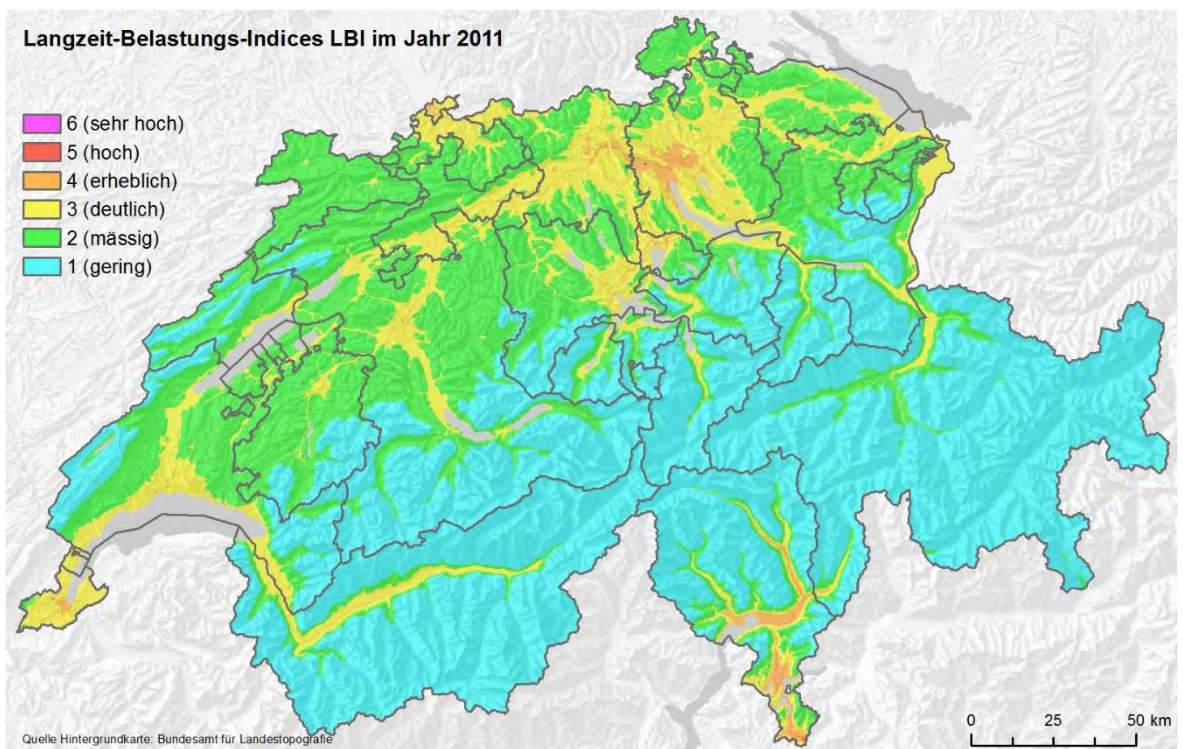 Langzeit-Belastungs-Indices LBI im Jahr 2011
6 (sehr hoch)
5 (hoch)
4 (erheblich)
3 (deutlich)
2 (mässig)
1 (gering)
Quelle Hintergrundkarte: Bundesamt für Landestopografie
0 25 50 km